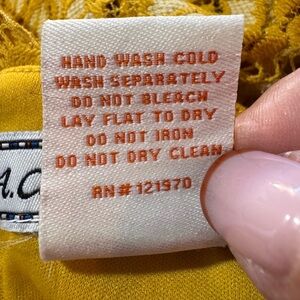 HAND WASH COLD
WASH SEPARATELY
DO NOT BLEACH
LAY FLAT TO DRY
DO NOT IRON
DO NOT DRY CLEAN
RN# 121970
A.C